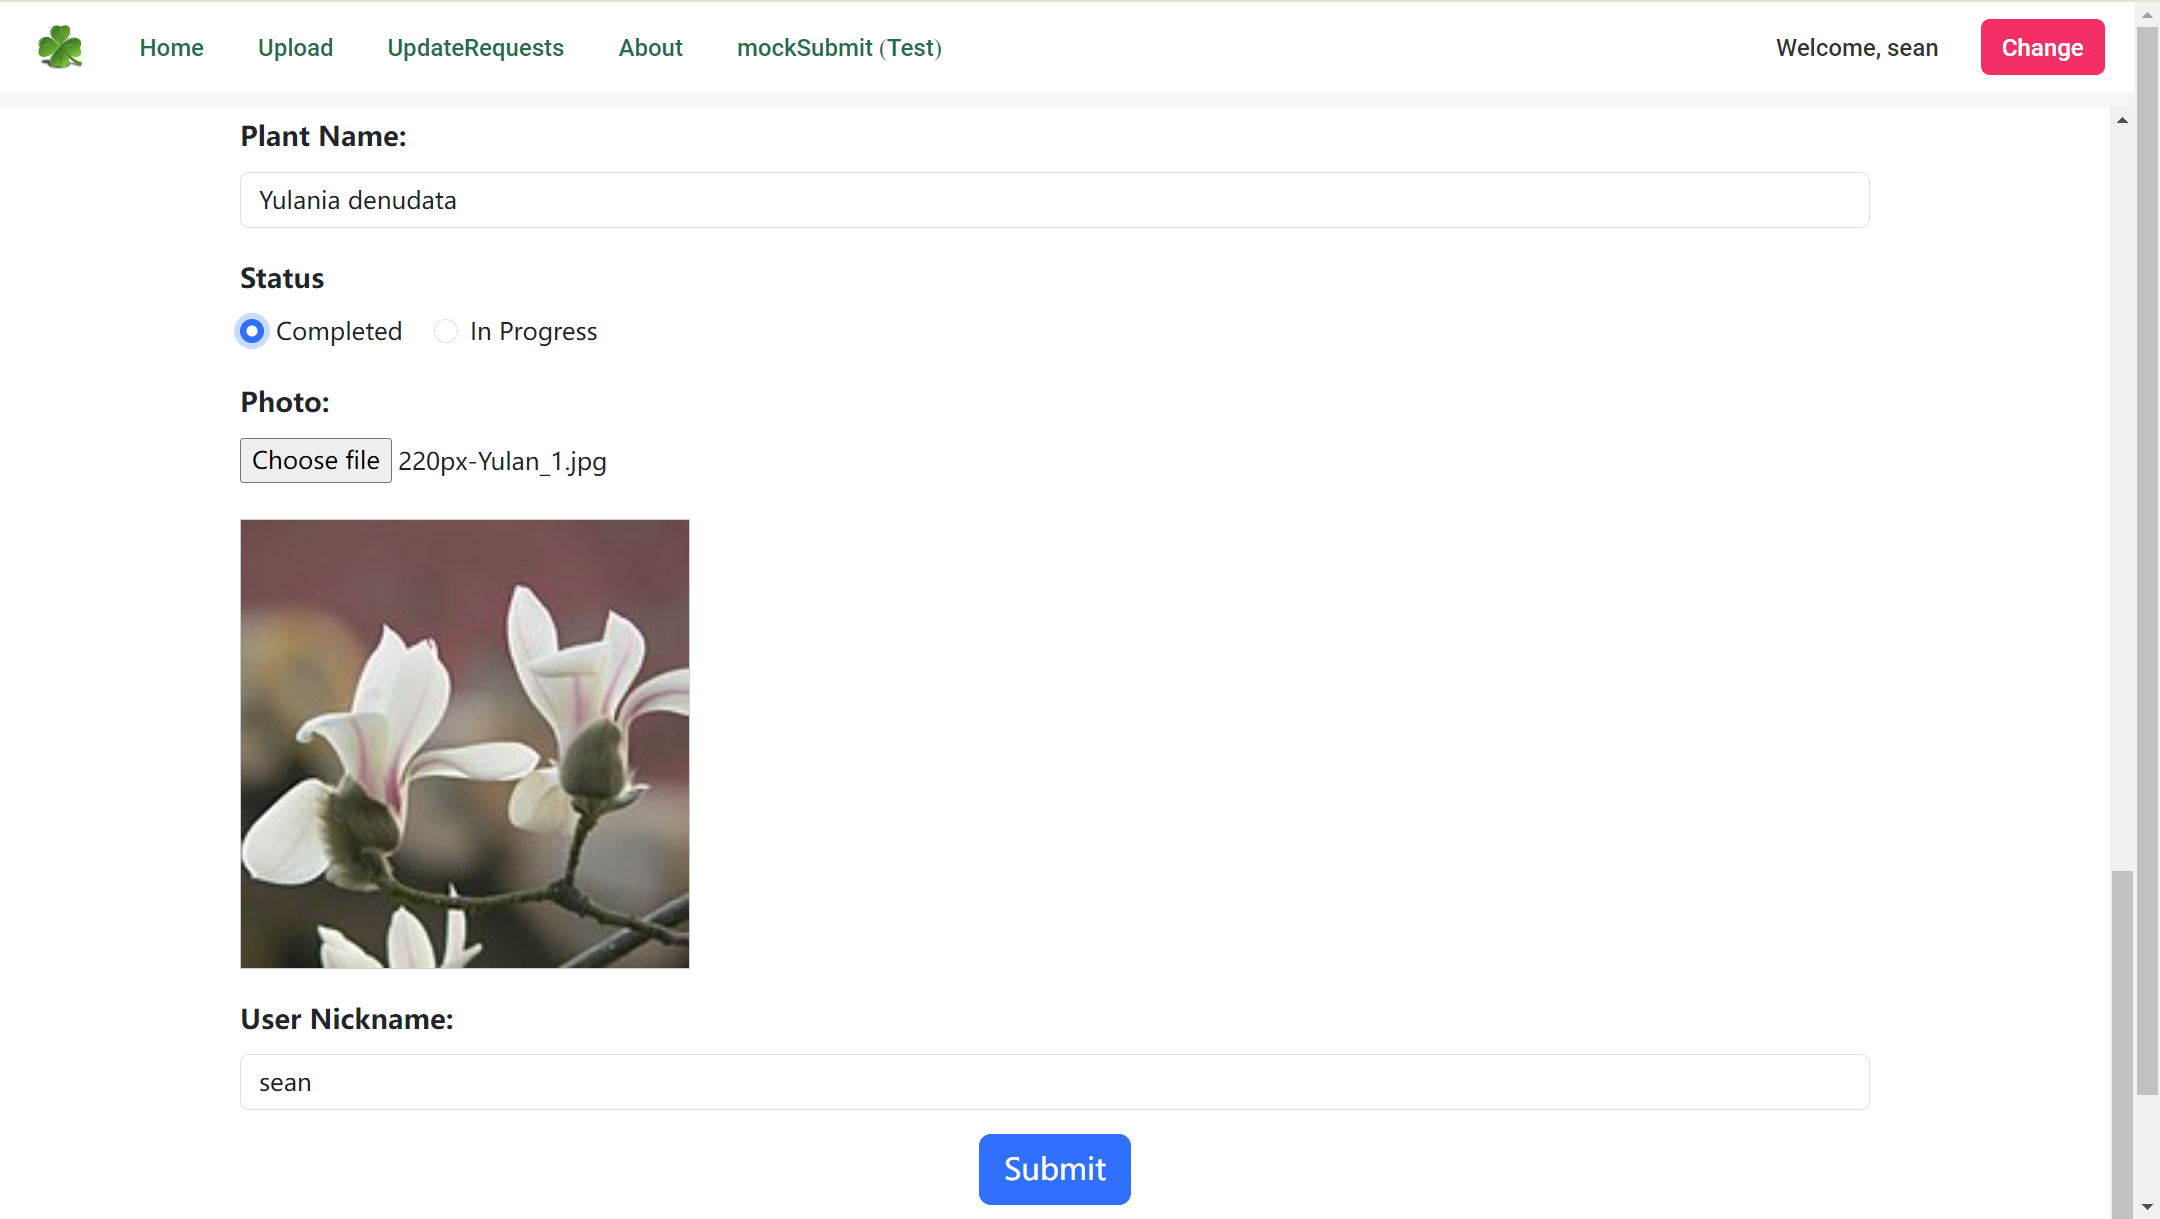 Home Upload UpdateRequests About mockSubmit (Test) Welcome, sean Change
Plant Name:
Yulania denudata
Status
Completed In Progress
Photo:
Choose file 220px-Yulan_1.jpg
User Nickname:
sean
Submit